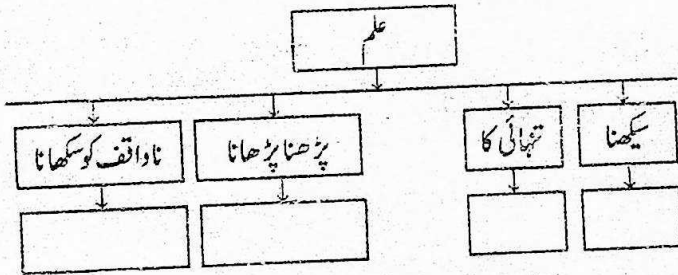 علم
سیکھنا
تنہائی کا
پڑھنا پڑھانا
ناواقف کو سکھانا